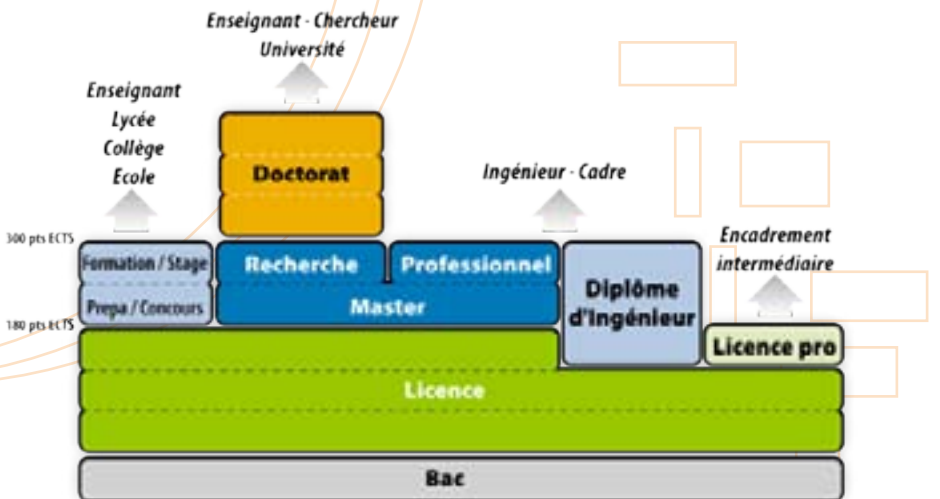 Enseignant - Chercheur
Université
Enseignant
Lycée
Collège
Ecole
Doctorat
Ingénieur - Cadre
Encadrement
intermédiaire
300 pts ECTS
Formation / Stage
Recherche
Professionnel
Prepa / Concours
Master
Diplôme
d'Ingénieur
180 pts ECTS
Licence pro
Licence
Bac